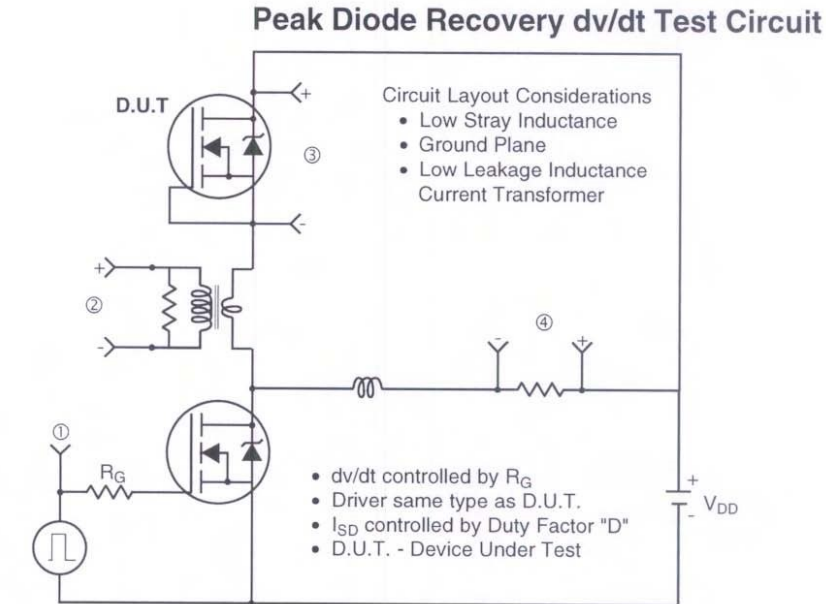 Peak Diode Recovery dv/dt Test Circuit
D.U.T
+
Circuit Layout Considerations
• Low Stray Inductance
• Ground Plane
• Low Leakage Inductance
Current Transformer
③
-
+
②
-
④
-
+
①
RG
• dv/dt controlled by RG
• Driver same type as D.U.T.
• ISD controlled by Duty Factor "D"
• D.U.T. - Device Under Test
+
VDD
-